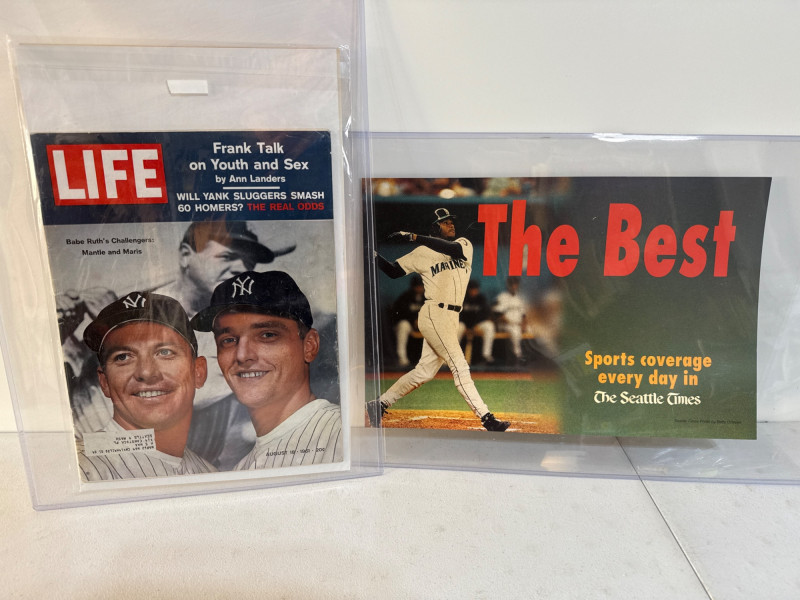 LIFE
Frank Talk
on Youth and Sex
by Ann Landers
WILL YANK SLUGGERS SMASH
60 HOMERS? THE REAL ODDS
Babe Ruth's Challengers:
Mantle and Maris
NY
NY
The Best
MARINERS
Sports coverage
every day in
The Seattle Times